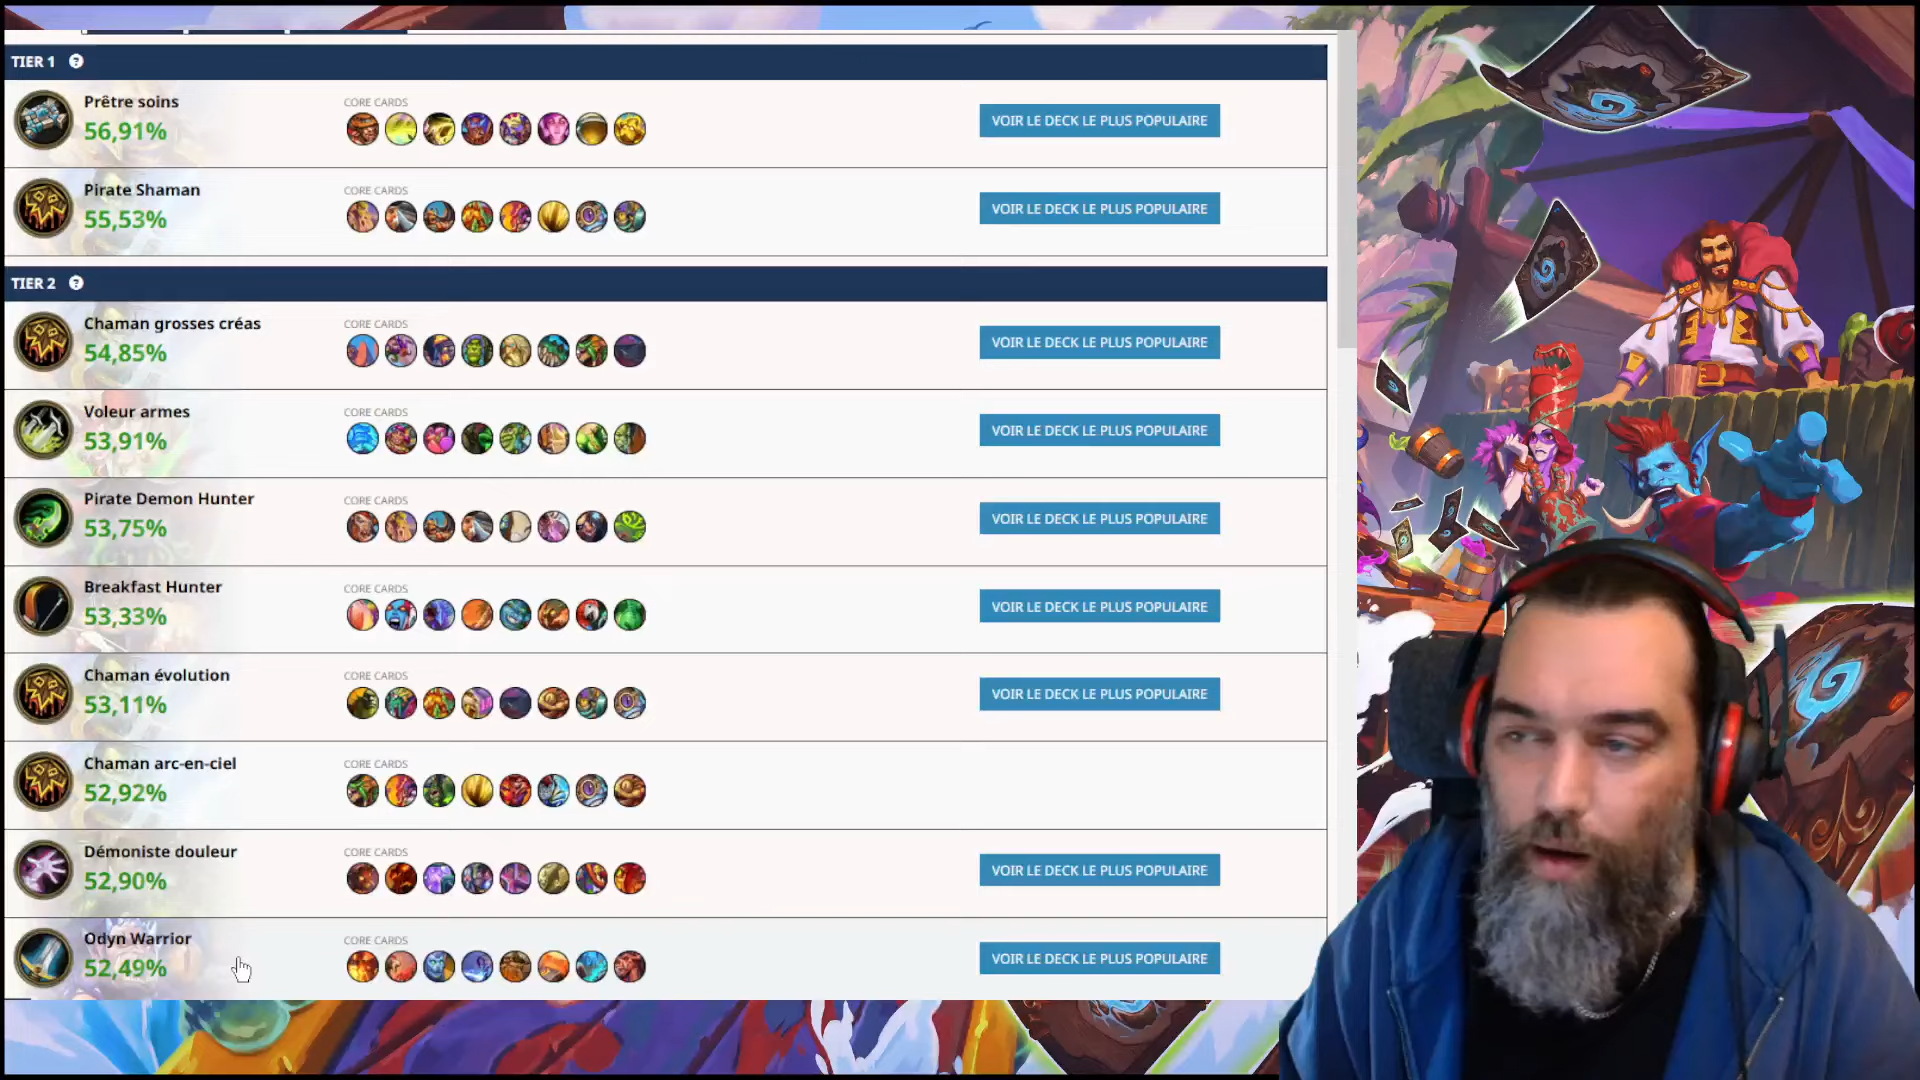 TIER 1 ?
Prêtre soins
56,91%
CORE CARDS
VOIR LE DECK LE PLUS POPULAIRE
Pirate Shaman
55,53%
CORE CARDS
VOIR LE DECK LE PLUS POPULAIRE
TIER 2 ?
Chaman grosses créas
54,85%
CORE CARDS
VOIR LE DECK LE PLUS POPULAIRE
Voleur armes
53,91%
CORE CARDS
VOIR LE DECK LE PLUS POPULAIRE
Pirate Demon Hunter
53,75%
CORE CARDS
VOIR LE DECK LE PLUS POPULAIRE
Breakfast Hunter
53,33%
CORE CARDS
VOIR LE DECK LE PLUS POPULAIRE
Chaman évolution
53,11%
CORE CARDS
VOIR LE DECK LE PLUS POPULAIRE
Chaman arc-en-ciel
52,92%
CORE CARDS
Démoniste douleur
52,90%
CORE CARDS
VOIR LE DECK LE PLUS POPULAIRE
Odyn Warrior
52,49%
CORE CARDS
VOIR LE DECK LE PLUS POPULAIRE